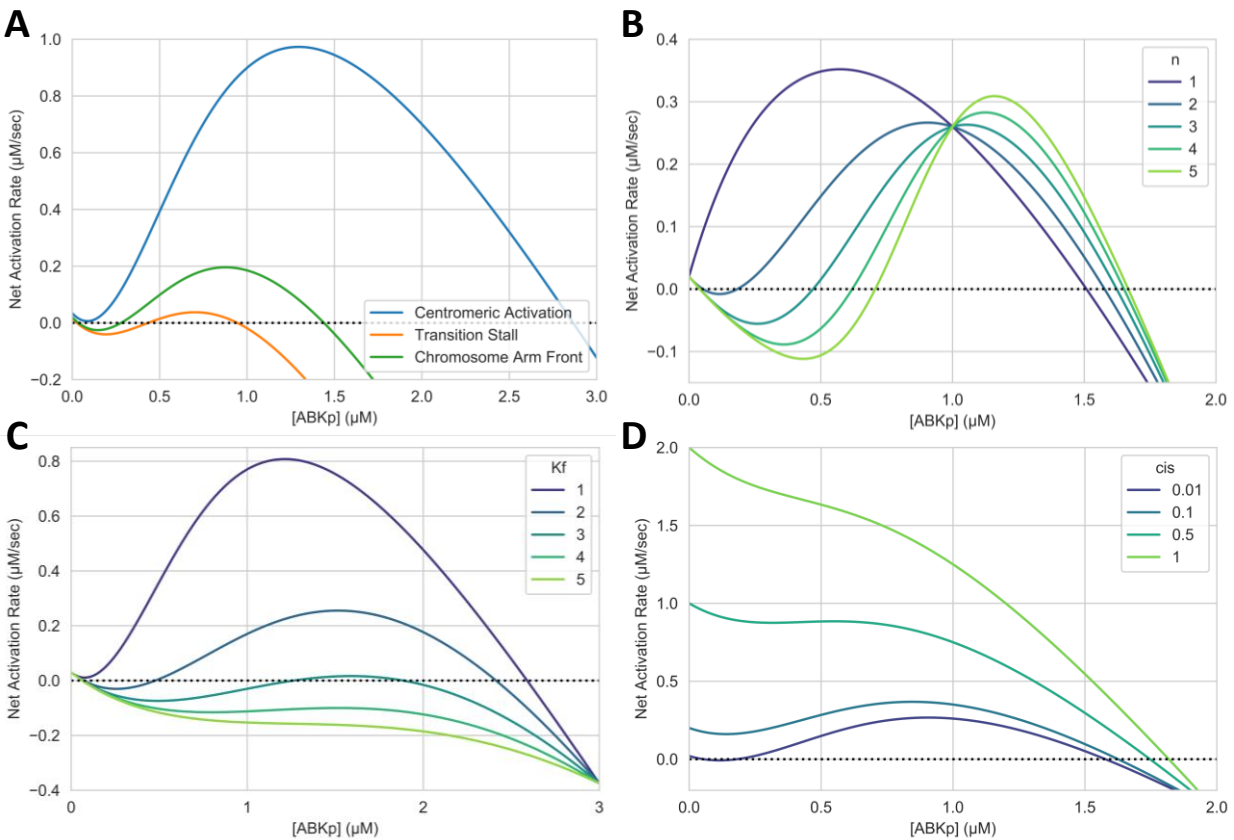 A
Net Activation Rate (µM/sec)
1.0
0.8
0.6
0.4
0.2
0.0
−0.2
0.0 0.5 1.0 1.5 2.0 2.5 3.0
[ABKp] (µM)
Centromeric Activation
Transition Stall
Chromosome Arm Front
B
Net Activation Rate (µM/sec)
0.4
0.3
0.2
0.1
0.0
−0.1
0.0 0.5 1.0 1.5 2.0
[ABKp] (µM)
n
1
2
3
4
5
C
Net Activation Rate (µM/sec)
0.8
0.6
0.4
0.2
0.0
−0.2
−0.4
0 1 2 3
[ABKp] (µM)
Kf
1
2
3
4
5
D
Net Activation Rate (µM/sec)
2.0
1.5
1.0
0.5
0.0
0.0 0.5 1.0 1.5 2.0
[ABKp] (µM)
cis
0.01
0.1
0.5
1